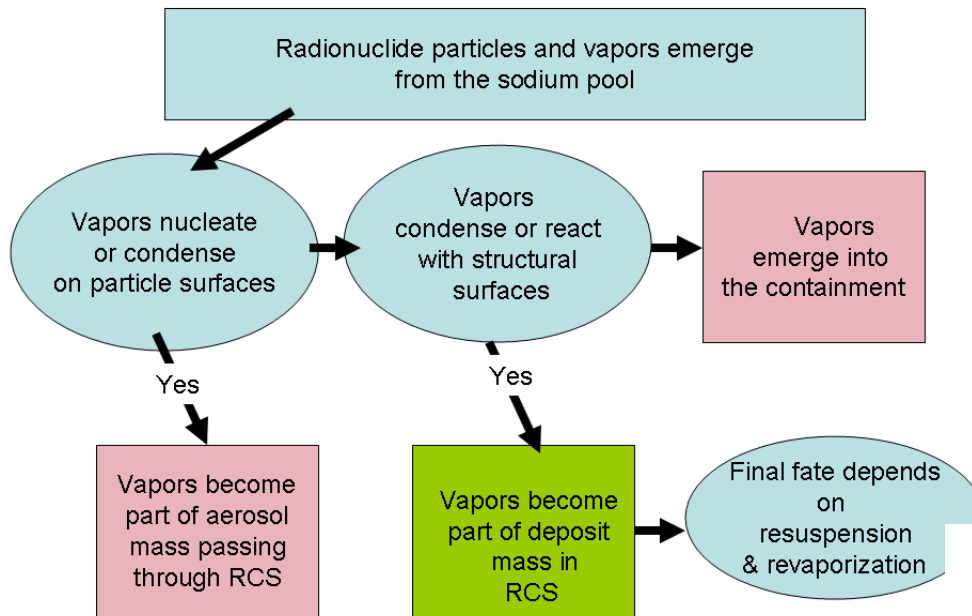 Radionuclide particles and vapors emerge
from the sodium pool
Vapors nucleate
or condense
on particle surfaces
Vapors
condense or react
with structural
surfaces
Vapors
emerge into
the containment
Yes
Yes
Vapors become
part of aerosol
mass passing
through RCS
Vapors become
part of deposit
mass in
RCS
Final fate depends
on
resuspension
& revaporization